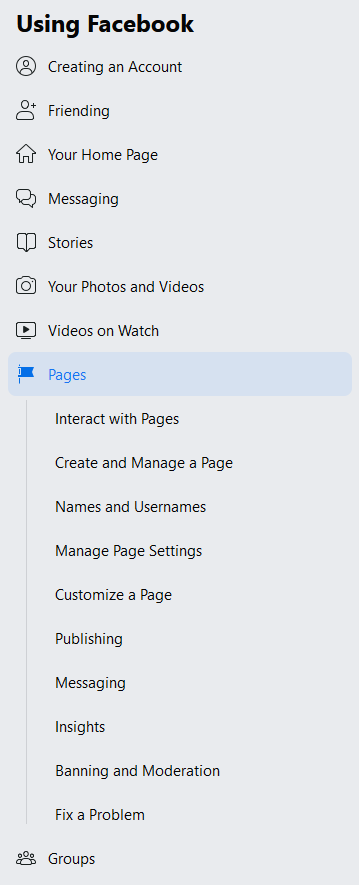 Using Facebook
Creating an Account
Friending
Your Home Page
Messaging
Stories
Your Photos and Videos
Videos on Watch
Pages
Interact with Pages
Create and Manage a Page
Names and Usernames
Manage Page Settings
Customize a Page
Publishing
Messaging
Insights
Banning and Moderation
Fix a Problem
Groups